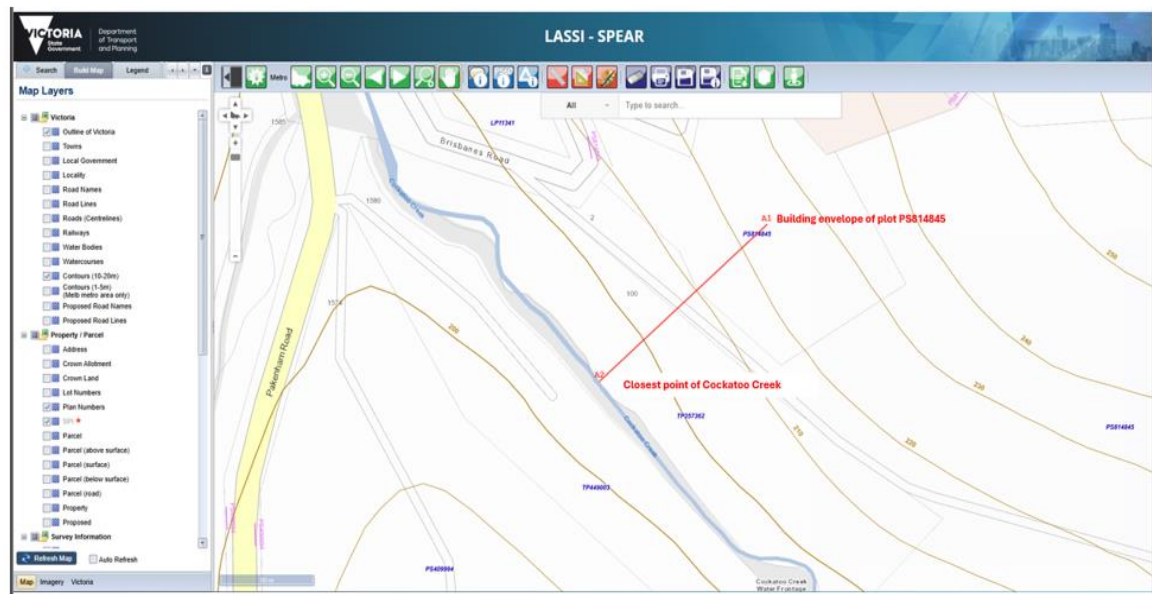 VICTORIA
State
Government
Department
of Transport
and Planning
LASSI - SPEAR
Search
Build Map
Legend
Metro
All
Type to search...
Map Layers
Victoria
Outline of Victoria
Towns
Local Government
Locality
Road Names
Road Lines
Roads (Centrelines)
Railways
Water Bodies
Watercourses
Contours (10-20m)
Contours (1-5m)
(Melb metro area only)
Proposed Road Names
Proposed Road Lines
Property / Parcel
Address
Crown Allotment
Crown Land
Lot Numbers
Plan Numbers
SPI *
Parcel
Parcel (above surface)
Parcel (surface)
Parcel (below surface)
Parcel (road)
Property
Proposed
Survey Information
Refresh Map
Auto Refresh
Map
Imagery
Victoria
1585
LP11341
Brisbanes Road
Cockatoo Creek
1580
2
A1 Building envelope of plot PS814845
PS814845
250
100
1574
200
240
Pakenham Road
A2
Closest point of Cockatoo Creek
230
TP357362
210
220
PS814845
Cockatoo Creek
TP449003
PS409994
Cockatoo Creek
Water Frontage